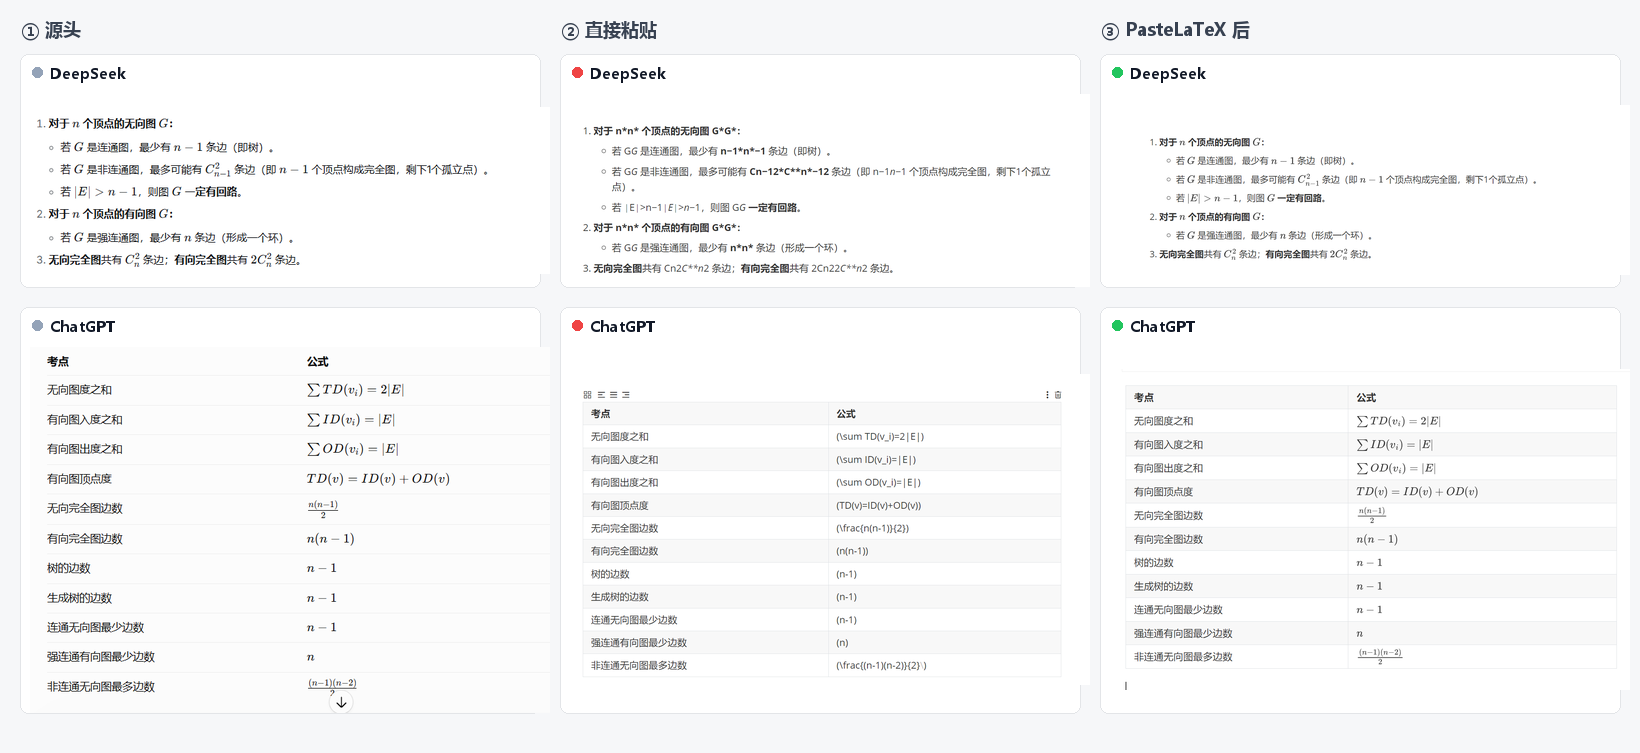 ① 源头
DeepSeek
1. 对于 n 个顶点的无向图 G:
若 G 是连通图，最少有 n − 1 条边（即树）。
若 G 是非连通图，最多可能有 C²ₙ₋₁ 条边（即 n − 1 个顶点构成完全图，剩下1个孤立点）。
若 |E| > n − 1，则图 G 一定有回路。
2. 对于 n 个顶点的有向图 G:
若 G 是强连通图，最少有 n 条边（形成一个环）。
3. 无向完全图共有 C²ₙ 条边；有向完全图共有 2C²ₙ 条边。
ChatGPT
考点 公式
无向图度之和 ∑ TD(vᵢ) = 2|E|
有向图入度之和 ∑ ID(vᵢ) = |E|
有向图出度之和 ∑ OD(vᵢ) = |E|
有向图顶点度 TD(v) = ID(v) + OD(v)
无向完全图边数 n(n−1)/2
有向完全图边数 n(n − 1)
树的边数 n − 1
生成树的边数 n − 1
连通无向图最少边数 n − 1
强连通有向图最少边数 n
非连通无向图最多边数 (n−1)(n−2)/2
② 直接粘贴
DeepSeek
1. 对于 n*n* 个顶点的无向图 G*G*:
若 GG 是连通图，最少有 n−1*n*−1 条边（即树）。
若 GG 是非连通图，最多可能有 Cn−12*C**n*−12 条边（即 n−1n−1 个顶点构成完全图，剩下1个孤立
点）。
若 |E|>n−1|E|>n−1，则图 GG 一定有回路。
2. 对于 n*n* 个顶点的有向图 G*G*:
若 GG 是强连通图，最少有 n*n* 条边（形成一个环）。
3. 无向完全图共有 Cn2C**n2 条边；有向完全图共有 2Cn22C**n2 条边。
ChatGPT
考点 公式
无向图度之和 (\sum TD(v_i)=2|E|)
有向图入度之和 (\sum ID(v_i)=|E|)
有向图出度之和 (\sum OD(v_i)=|E|)
有向图顶点度 (TD(v)=ID(v)+OD(v))
无向完全图边数 (\frac{n(n-1)}{2})
有向完全图边数 (n(n-1))
树的边数 (n-1)
生成树的边数 (n-1)
连通无向图最少边数 (n-1)
强连通有向图最少边数 (n)
非连通无向图最多边数 (\frac{(n-1)(n-2)}{2}\)
③ PasteLaTeX 后
DeepSeek
1. 对于 n 个顶点的无向图 G:
若 G 是连通图，最少有 n − 1 条边（即树）。
若 G 是非连通图，最多可能有 C²ₙ₋₁ 条边（即 n − 1 个顶点构成完全图，剩下1个孤立点）。
若 |E| > n − 1，则图 G 一定有回路。
2. 对于 n 个顶点的有向图 G:
若 G 是强连通图，最少有 n 条边（形成一个环）。
3. 无向完全图共有 C²ₙ 条边；有向完全图共有 2C²ₙ 条边。
ChatGPT
考点 公式
无向图度之和 ∑ TD(vᵢ) = 2|E|
有向图入度之和 ∑ ID(vᵢ) = |E|
有向图出度之和 ∑ OD(vᵢ) = |E|
有向图顶点度 TD(v) = ID(v) + OD(v)
无向完全图边数 n(n−1)/2
有向完全图边数 n(n − 1)
树的边数 n − 1
生成树的边数 n − 1
连通无向图最少边数 n − 1
强连通有向图最少边数 n
非连通无向图最多边数 (n−1)(n−2)/2